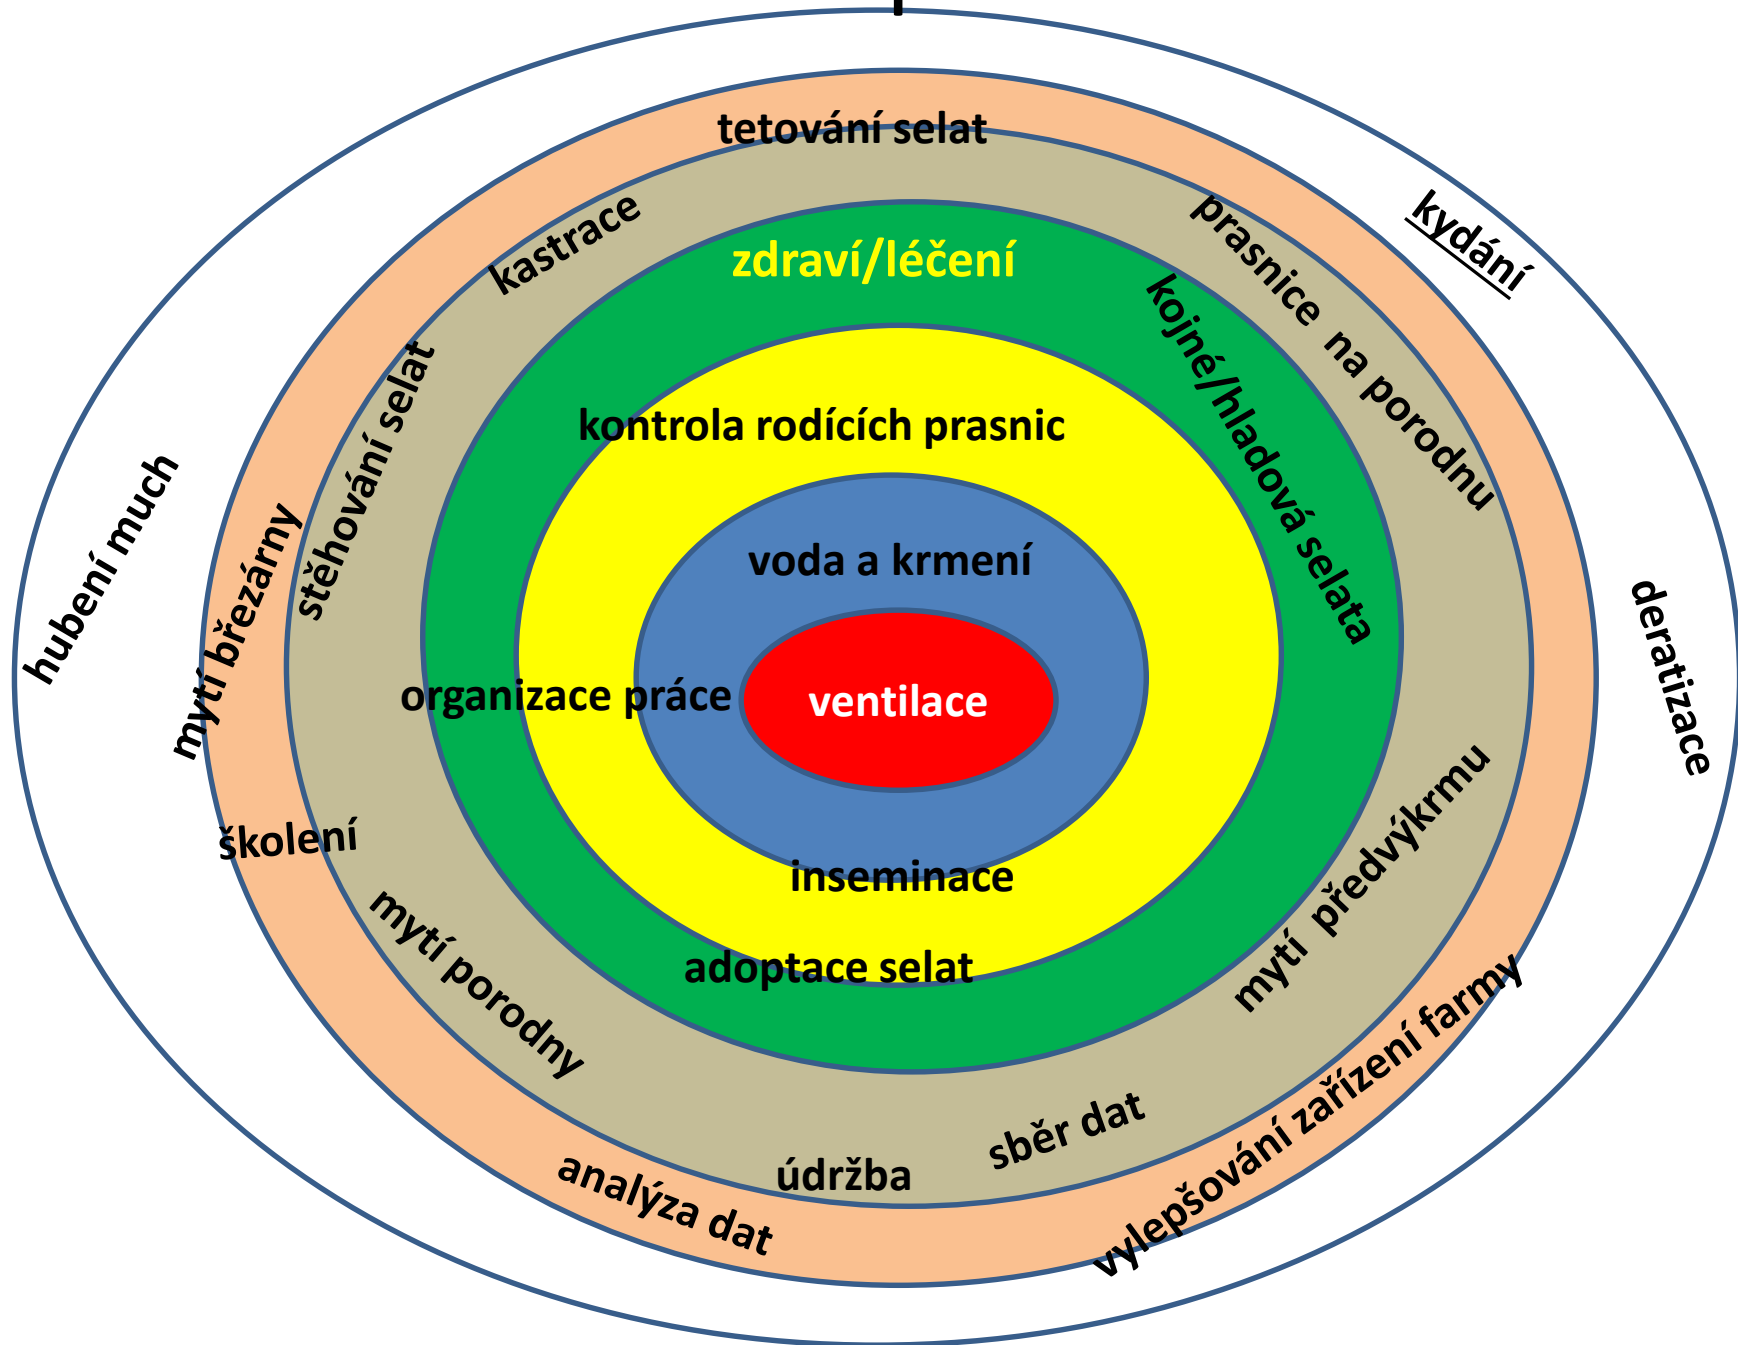 tetování selat
kastrace
prasnice na porodnu
kydání
zdraví/léčení
kojné/hladová selata
stěhování selat
kontrola rodících prasnic
hubení much
mytí březárny
voda a krmení
deratizace
organizace práce
ventilace
školení
inseminace
mytí předvýkrmu
mytí porodny
adoptace selat
vylepšování zařízení farmy
sběr dat
údržba
analýza dat